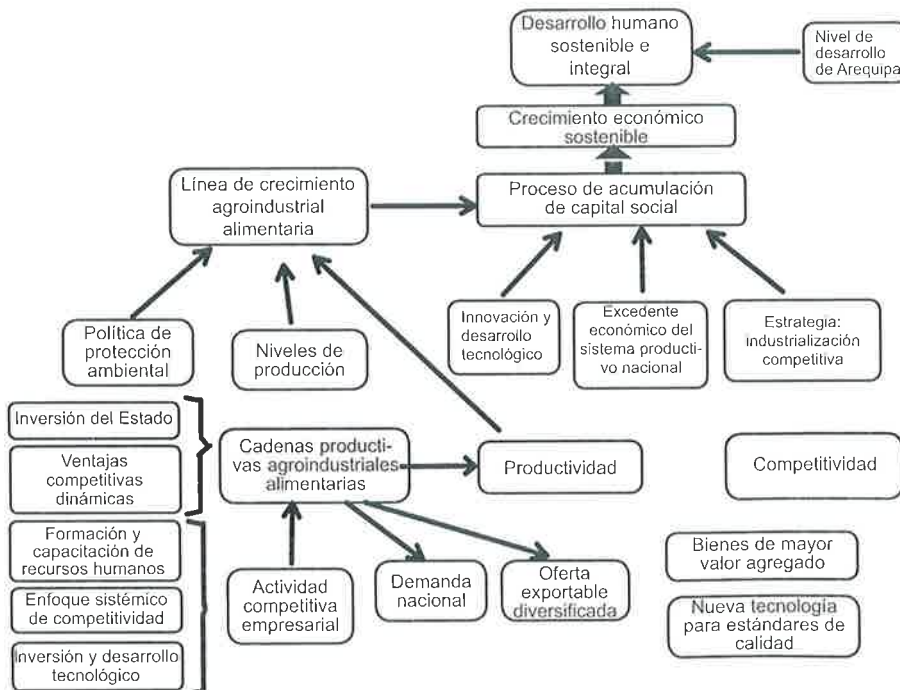 Desarrollo humano
sostenible e
integral
Nivel de
desarrollo
de Arequipa
Crecimiento económico
sostenible
Línea de crecimiento
agroindustrial
alimentaria
Proceso de acumulación
de capital social
Política de
protección
ambiental
Niveles de
producción
Innovación y
desarrollo
tecnológico
Excedente
económico del
sistema producti-
vo nacional
Estrategia:
industrialización
competitiva
Inversión del Estado
Ventajas
competitivas
dinámicas
Formación y
capacitación de
recursos humanos
Enfoque sistémico
de competitividad
Inversión y desarrollo
tecnológico
Cadenas producti-
vas agroindustriales
alimentarias
Productividad
Competitividad
Actividad
competitiva
empresarial
Demanda
nacional
Oferta
exportable
diversificada
Bienes de mayor
valor agregado
Nueva tecnología
para estándares de
calidad